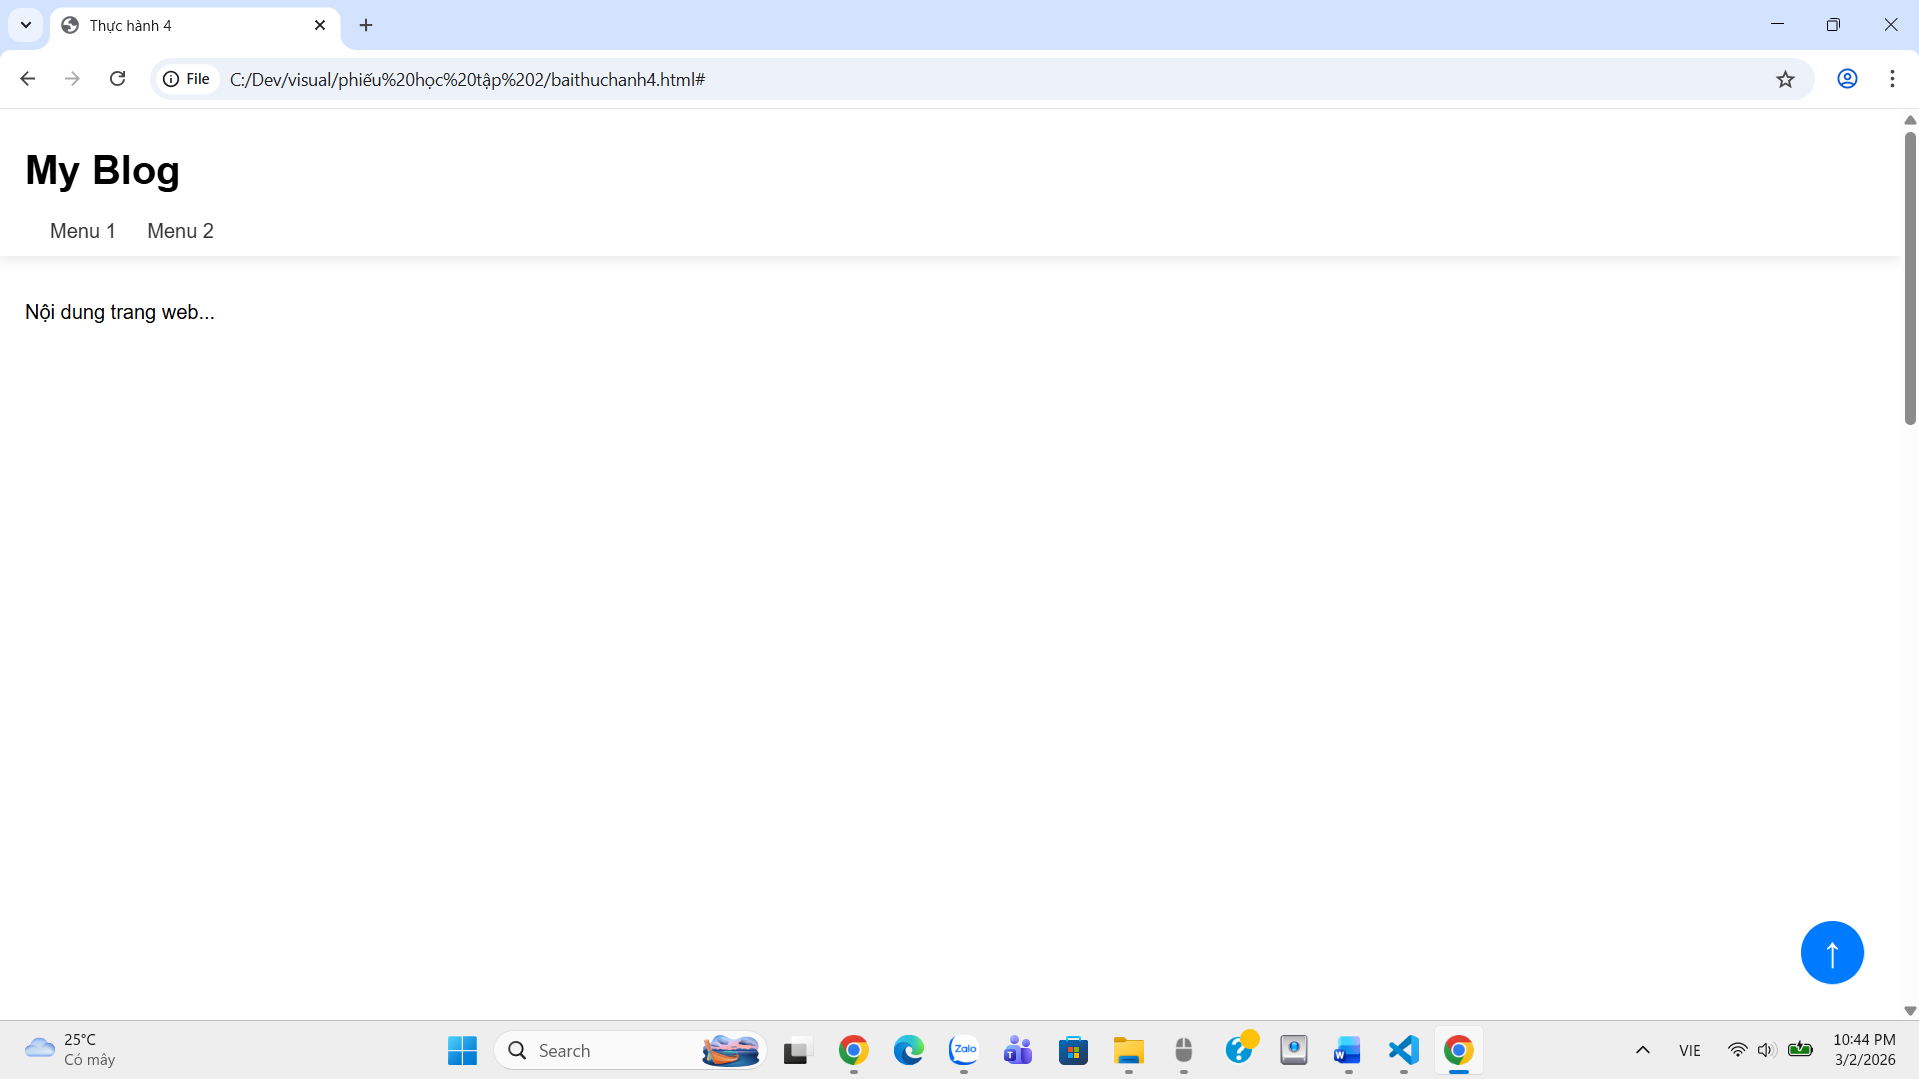 Thực hành 4
File
C:/Dev/visual/phiếu%20học%20tập%202/baithuchanh4.html#
My Blog
Menu 1 Menu 2
Nội dung trang web...
↑
25°C
Có mây
Search
Zalo
T
W
VIE
10:44 PM
3/2/2026